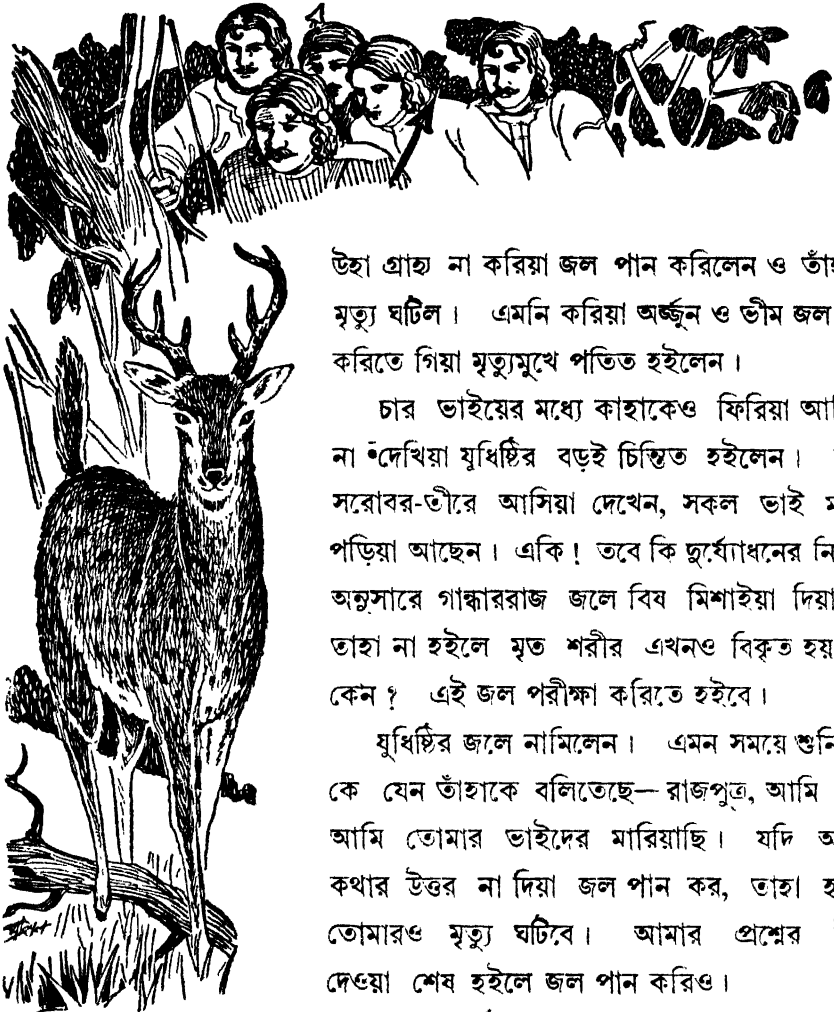 উহা গ্রাহ্য না করিয়া জল পান করিলেন ও
মৃত্যু ঘটিল। এমনি করিয়া অর্জ্জুন ও ভীম জল
করিতে গিয়া মৃত্যুমুখে পতিত হইলেন।
চার ভাইয়ের মধ্যে কাহাকেও ফিরিয়া
না দেখিয়া যুধিষ্ঠির বড়ই চিন্তিত হইলেন।
সরোবর-তীরে আসিয়া দেখেন, সকল ভাই
পড়িয়া আছেন। একি! তবে কি দুর্য্যোধনের
অনুসারে গান্ধাররাজ জলে বিষ মিশাইয়া দিয়া
তাহা না হইলে মৃত শরীর এখনও বিকৃত হয়
কেন? এই জল পরীক্ষা করিতে হইবে।
যুধিষ্ঠির জলে নামিলেন। এমন সময়ে
কে যেন তাঁহাকে বলিতেছে—রাজপুত্র, আমি
আমি তোমার ভাইদের মারিয়াছি। যদি
কথার উত্তর না দিয়া জল পান কর, তাহা
তোমারও মৃত্যু ঘটিবে। আমার প্রশ্নের
দেওয়া শেষ হইলে জল পান করিও।